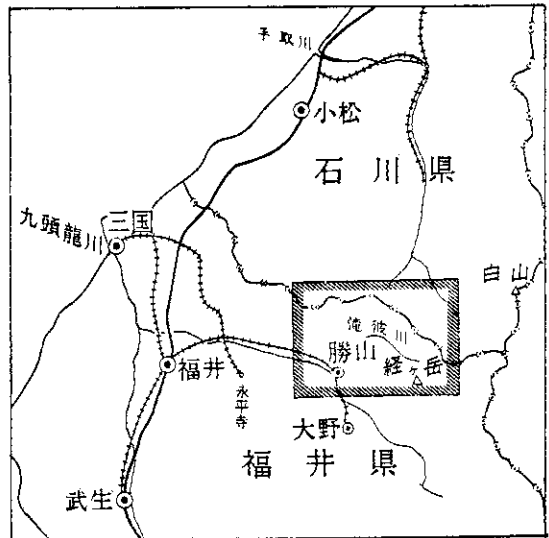 手取川
小松
石川県
九頭龍川
三国
白山
滝波川
勝山
経ヶ岳
福井
永平寺
大野
福井県
武生